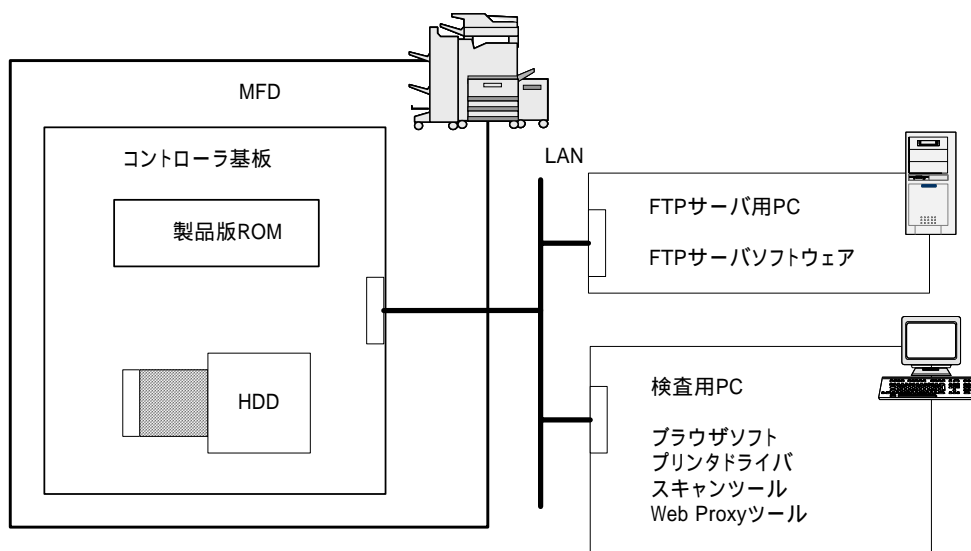 MFD
コントローラ基板
製品版ROM
HDD
LAN
FTPサーバ用PC
FTPサーバソフトウェア
検査用PC
ブラウザソフト
プリンタドライバ
スキャンツール
Web Proxyツール